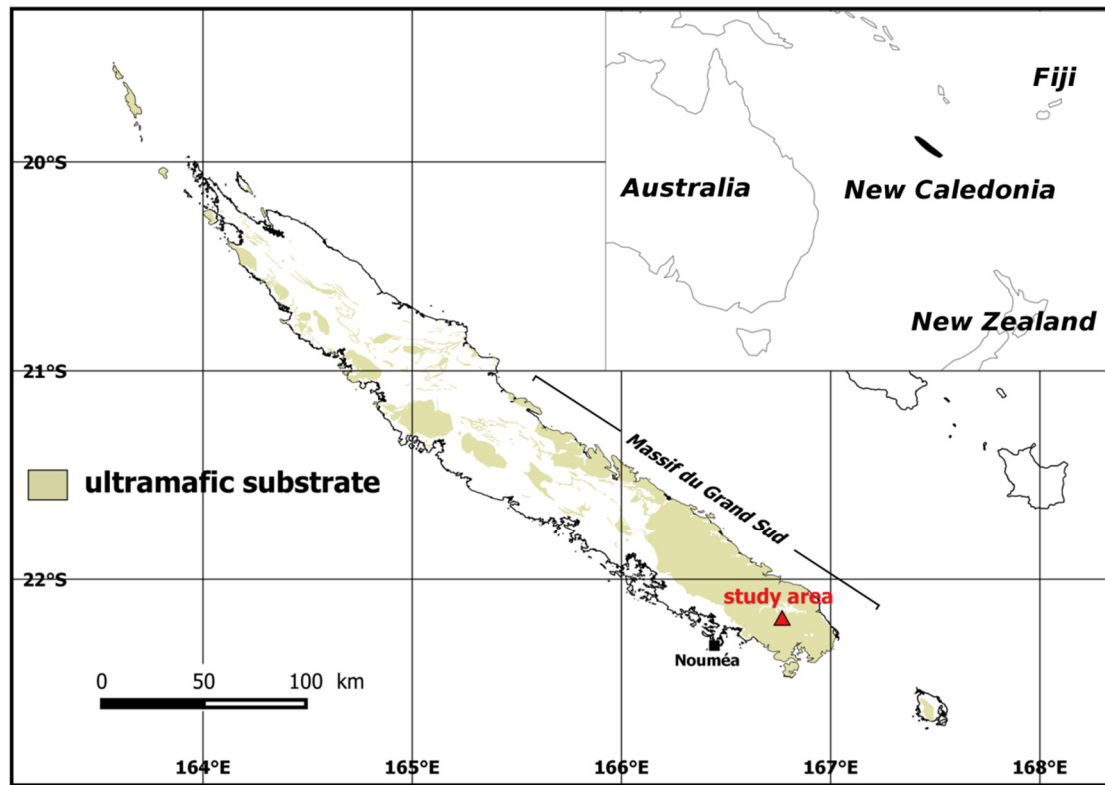 Fiji
20°S
Australia
New Caledonia
New Zealand
21°S
Massif du Grand Sud
ultramafic substrate
22°S
study area
Nouméa
0 50 100 km
164°E 165°E 166°E 167°E 168°E